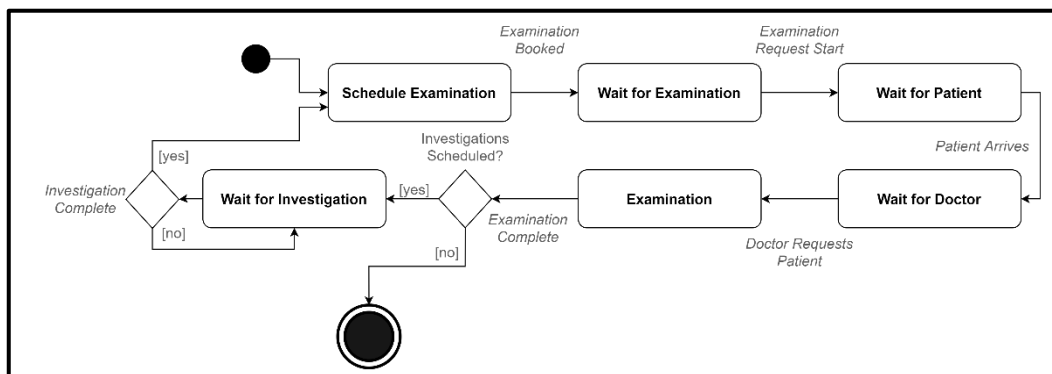 Examination
Booked
Examination
Request Start
Schedule Examination
Wait for Examination
Wait for Patient
Patient Arrives
Investigations
Scheduled?
[yes]
Investigation
Complete
Wait for Investigation
[yes]
Examination
Complete
Examination
Wait for Doctor
Doctor Requests
Patient
[no]
[no]